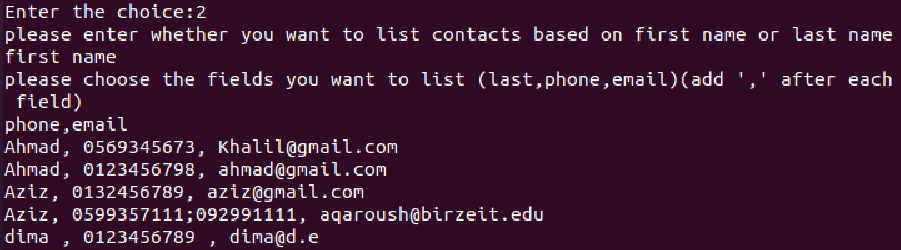 Enter the choice:2
please enter whether you want to list contacts based on first name or last name
first name
please choose the fields you want to list (last,phone,email)(add ',' after each
 field)
phone,email
Ahmad, 0569345673, Khalil@gmail.com
Ahmad, 0123456798, ahmad@gmail.com
Aziz, 0132456789, aziz@gmail.com
Aziz, 0599357111;092991111, aqaroush@birzeit.edu
dima , 0123456789 , dima@d.e